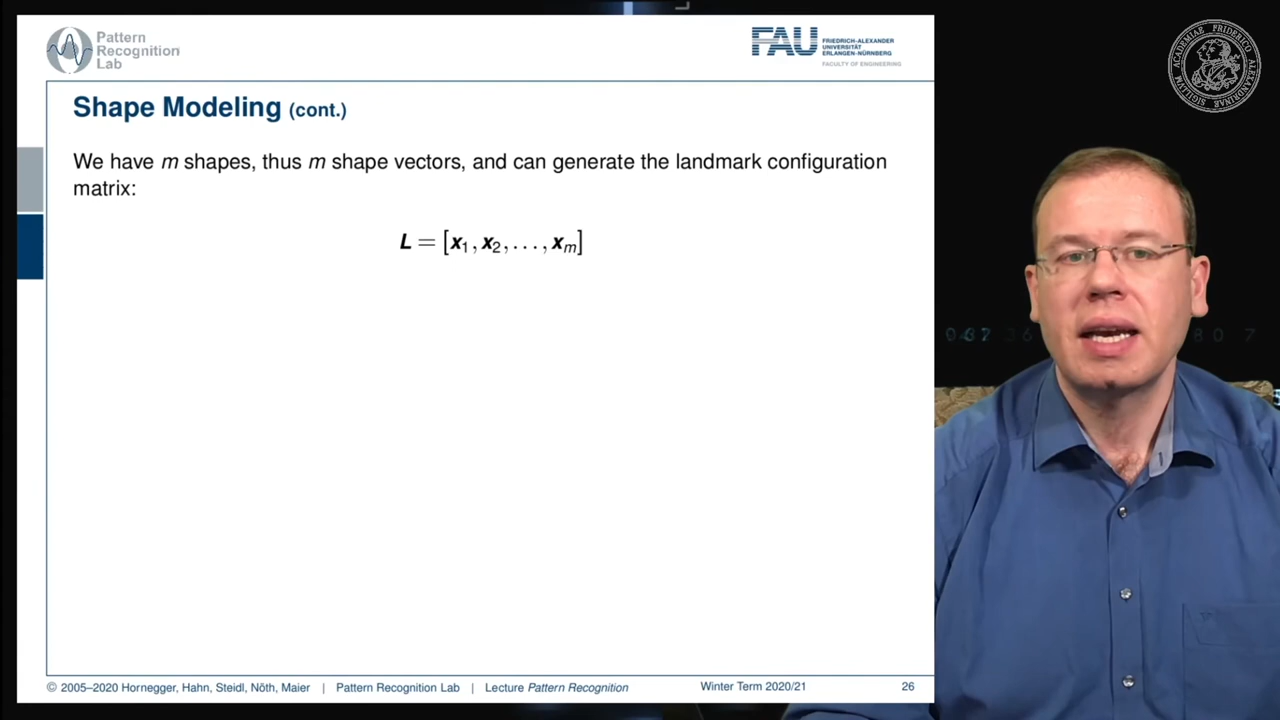 Pattern
Recognition
Lab
FAU
FRIEDRICH-ALEXANDER
UNIVERSITÄT
ERLANGEN-NÜRNBERG
FACULTY OF ENGINEERING
Shape Modeling (cont.)
We have m shapes, thus m shape vectors, and can generate the landmark configuration
matrix:
L = [x₁, x₂, . . . , xₘ]
© 2005–2020 Hornegger, Hahn, Steidl, Nöth, Maier | Pattern Recognition Lab | Lecture Pattern Recognition Winter Term 2020/21 26